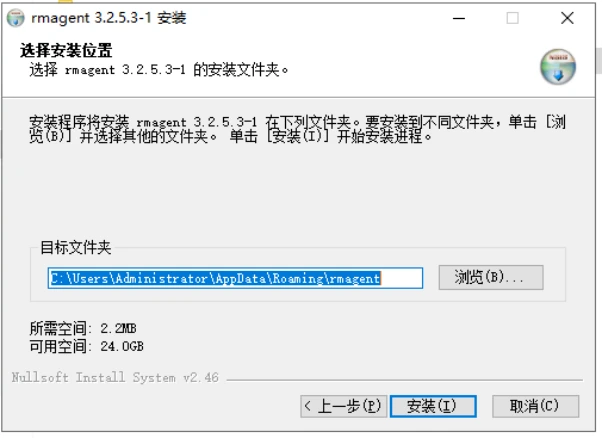 rmagent 3.2.5.3-1 安装
选择安装位置
选择 rmagent 3.2.5.3-1 的安装文件夹。
安装程序将安装 rmagent 3.2.5.3-1 在下列文件夹。要安装到不同文件夹，单击 [浏
览(B)] 并选择其他的文件夹。 单击 [安装(I)] 开始安装进程。
目标文件夹
C:\Users\Administrator\AppData\Roaming\rmagent
浏览(B)...
所需空间: 2.2MB
可用空间: 24.0GB
Nullsoft Install System v2.46
< 上一步(P) 安装(I) 取消(C)